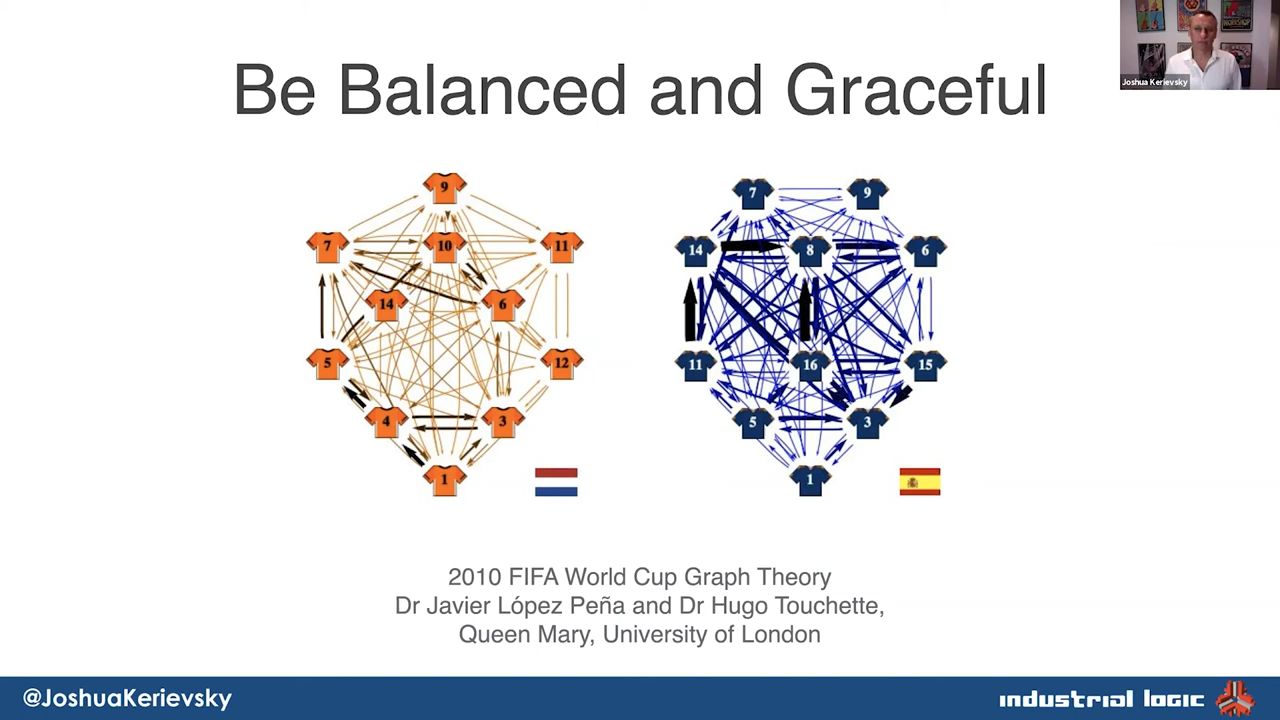 Joshua Kerievsky
Be Balanced and Graceful
9
7 10 11
14 6
5 12
4 3
1
7 9
14 8 6
11 16 15
5 3
1
2010 FIFA World Cup Graph Theory
Dr Javier López Peña and Dr Hugo Touchette,
Queen Mary, University of London
@JoshuaKerievsky
industrial logic